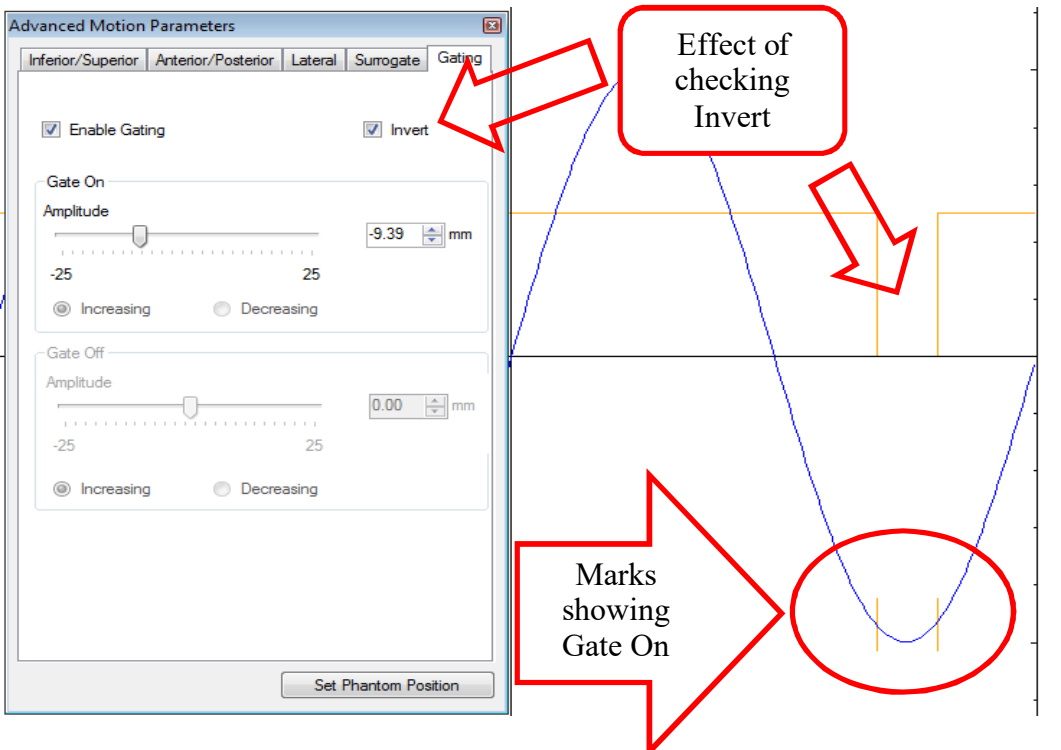 Advanced Motion Parameters
Inferior/Superior Anterior/Posterior Lateral Surrogate Gating
Enable Gating Invert
Gate On
Amplitude
-9.39 mm
-25 25
Increasing Decreasing
Gate Off
Amplitude
0.00 mm
-25 25
Increasing Decreasing
Set Phantom Position
Effect of
checking
Invert
Marks
showing
Gate On